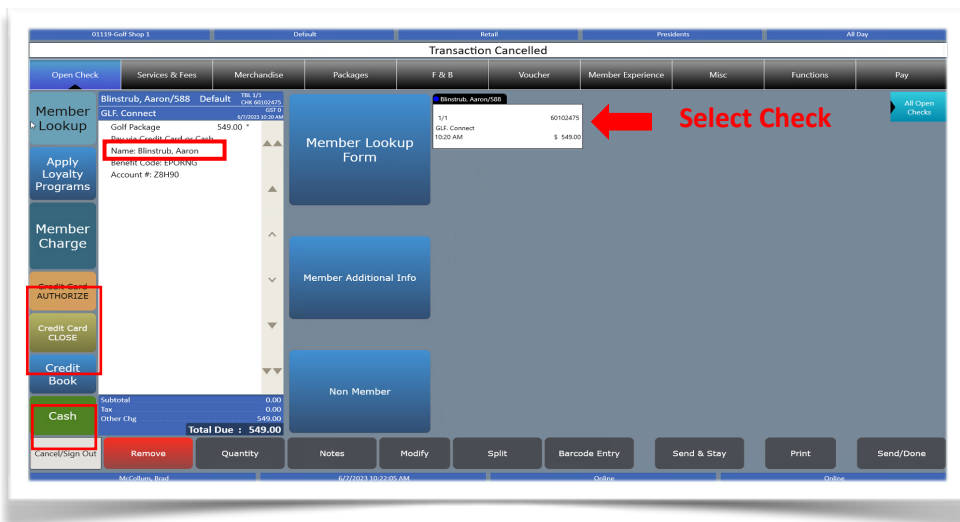 01119-Golf Shop 1 Default Retail Presidents All Day
Transaction Cancelled
Open Check Services & Fees Merchandise Packages F & B Voucher Member Experience Misc Functions Pay
Member
Lookup
Apply
Loyalty
Programs
Member
Charge
Credit Card
AUTHORIZE
Credit Card
CLOSE
Credit
Book
Cash
Cancel/Sign Out
Blinstrub, Aaron/588 Default TBL 1/1
CHK 60102475
GLF. Connect GST 0
6/7/2023 10:20 AM
Golf Package 549.00 *
Pay via Credit Card or Cash
Name: Blinstrub, Aaron
Benefit Code: EPORNG
Account #: Z8H90
Subtotal 0.00
Tax 0.00
Other Chg 549.00
Total Due : 549.00
Member Lookup
Form
Member Additional Info
Non Member
Blinstrub, Aaron/588
1/1 60102475
GLF. Connect
10:20 AM $ 549.00
Select Check
All Open
Checks
Remove Quantity Notes Modify Split Barcode Entry Send & Stay Print Send/Done
McCollum, Brad 6/7/2023 10:22:05 AM Online Online